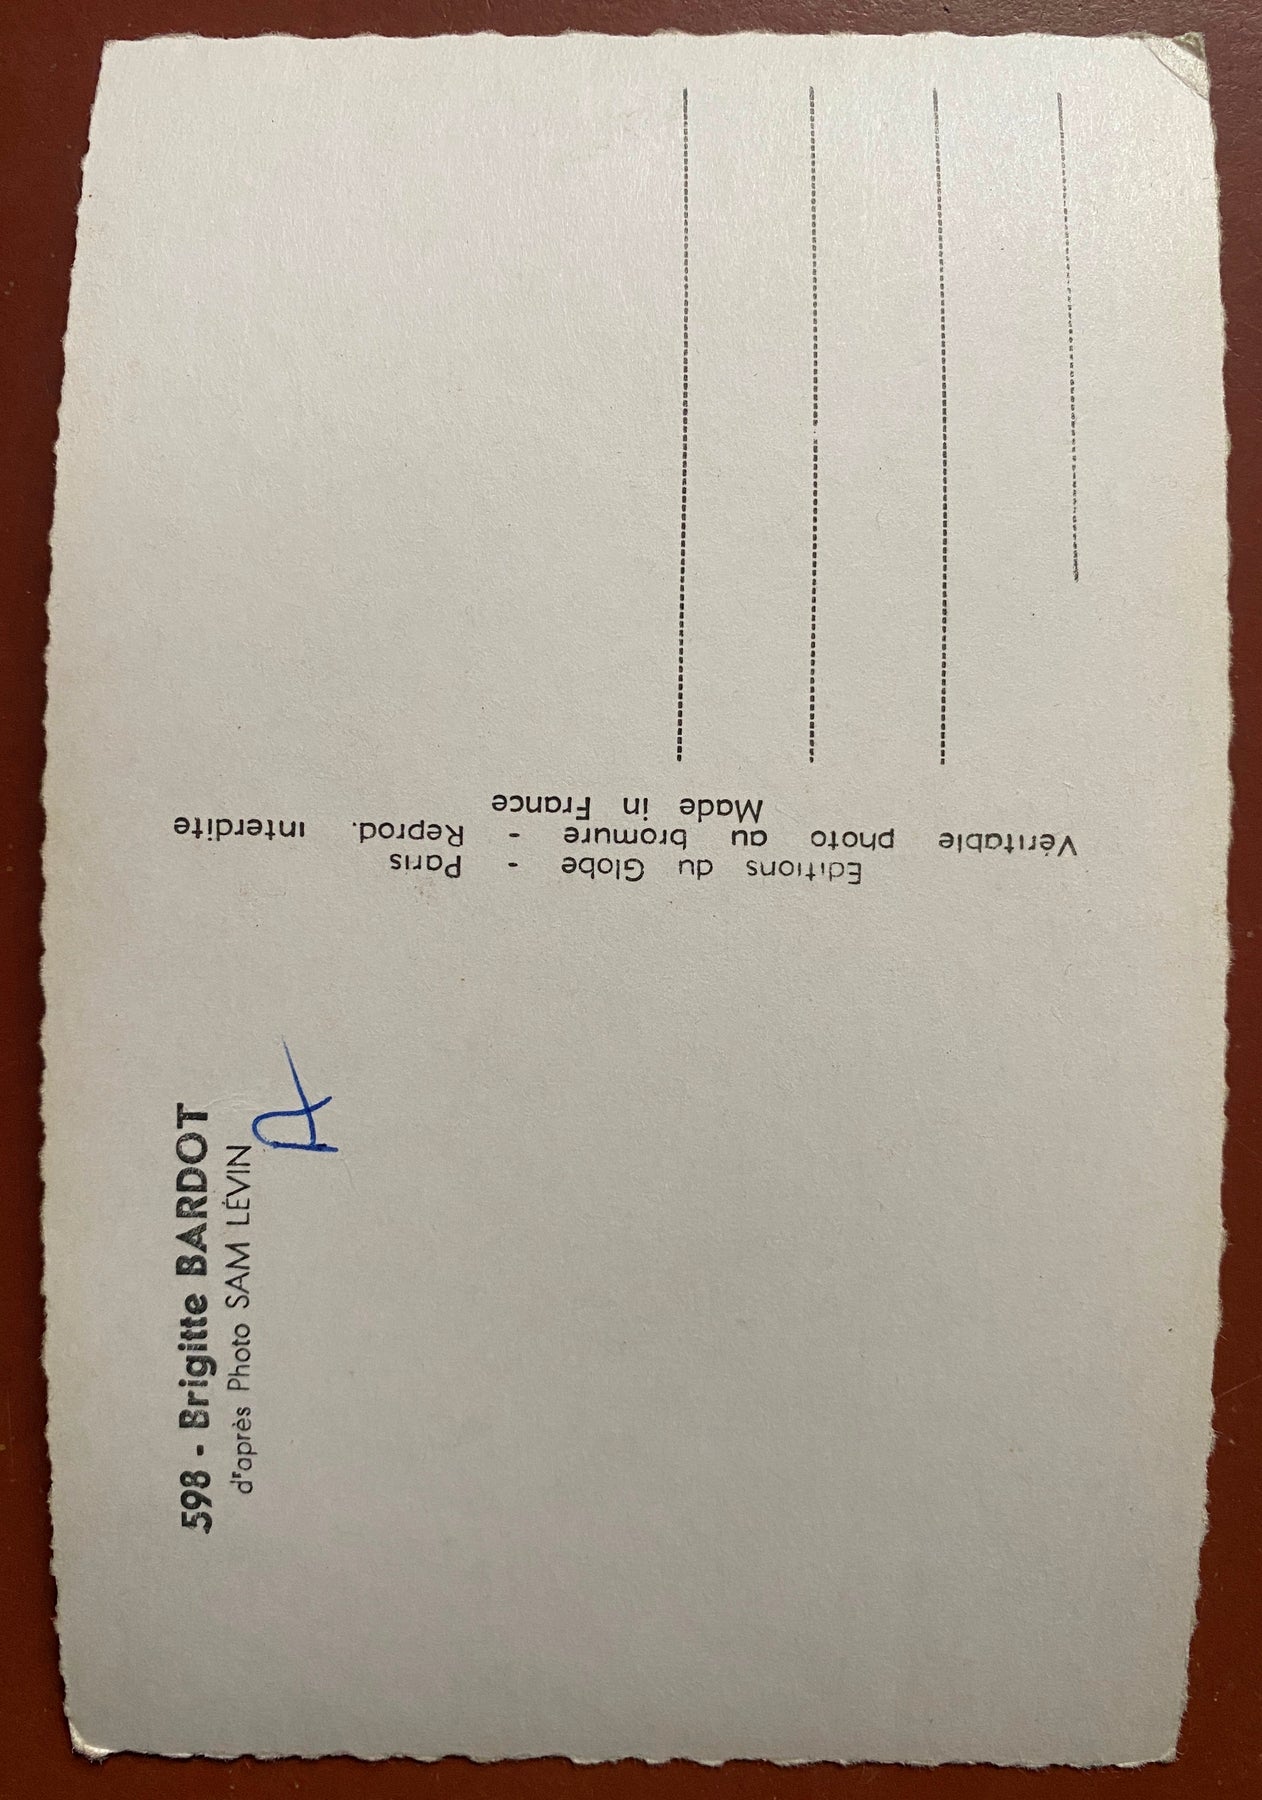 598 - Brigitte BARDOT
d'après Photo SAM LÉVIN
A
Editions du Globe - Paris
Véritable photo au bromure - Reprod. interdite
Made in France